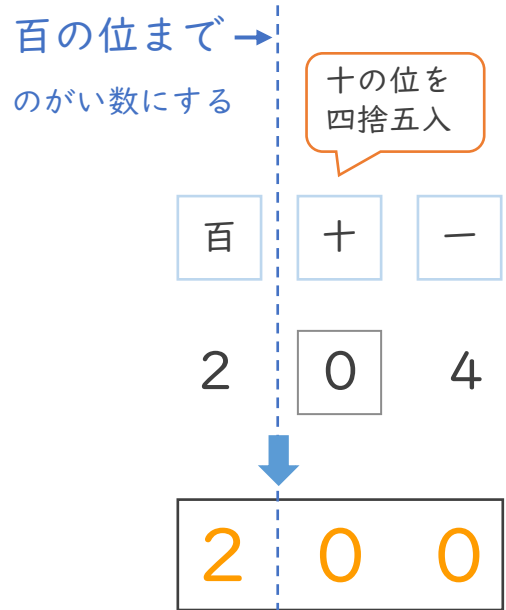 百の位まで
のがい数にする
十の位を
四捨五入
百 十 一
2 0 4
2 0 0